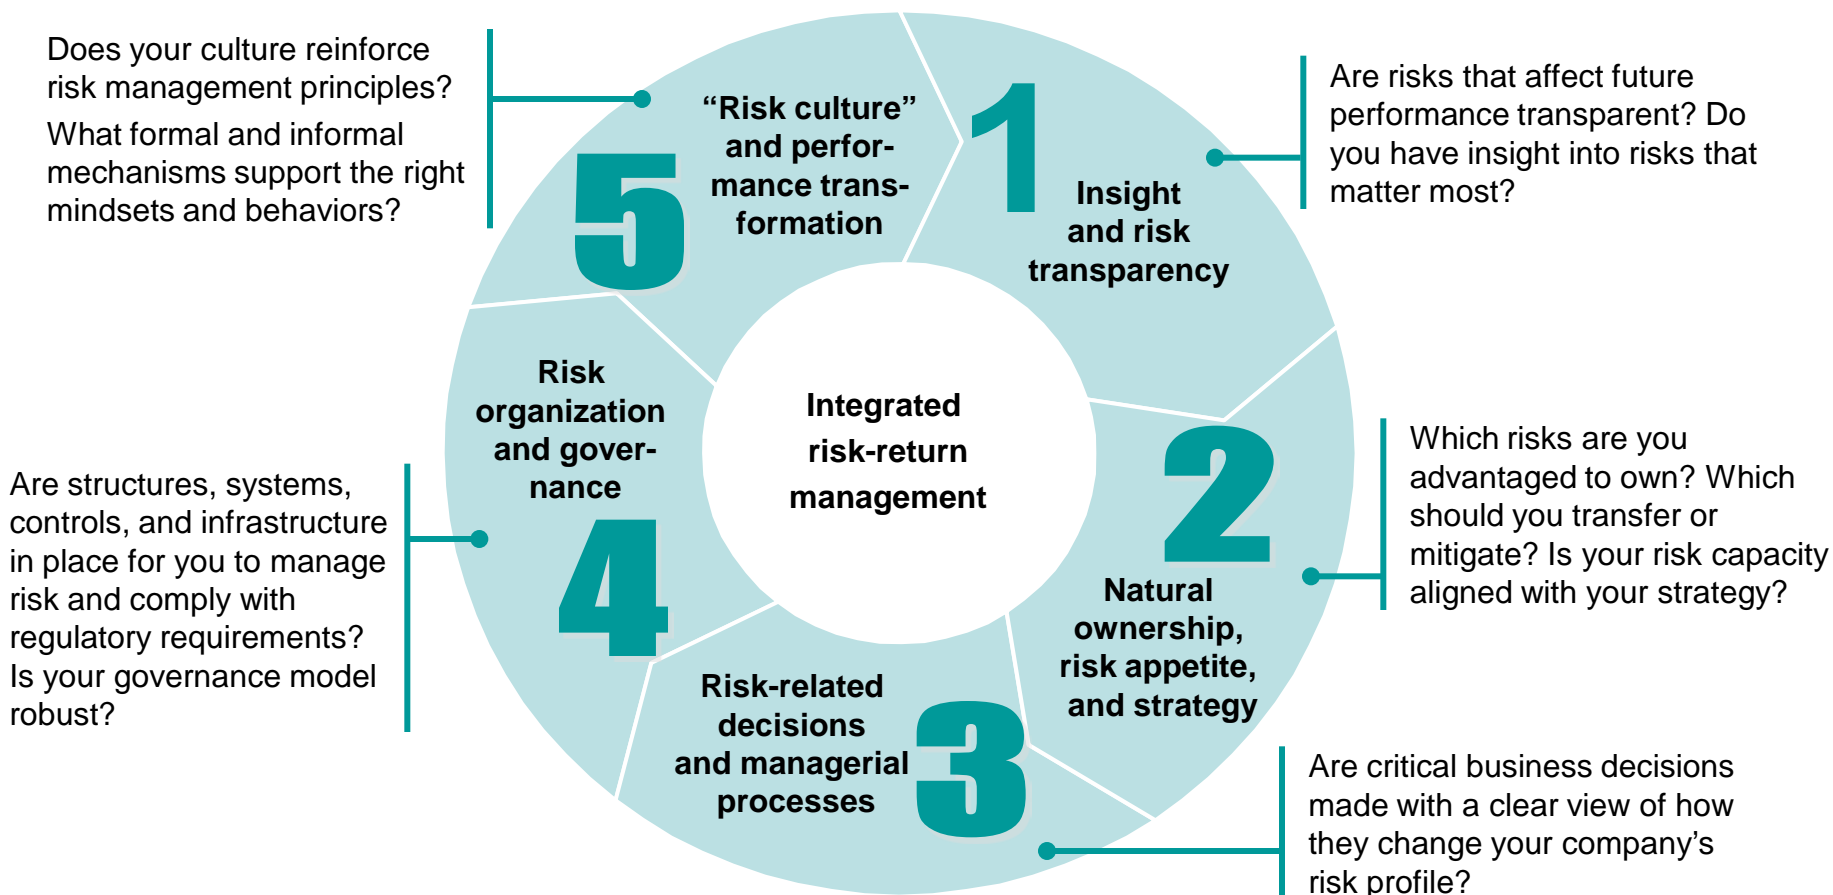 Does your culture reinforce
risk management principles?
What formal and informal
mechanisms support the right
mindsets and behaviors?
“Risk culture”
and perfor-
mance trans-
formation
5
1
Insight
and risk
transparency
Are risks that affect future
performance transparent? Do
you have insight into risks that
matter most?
Risk
organization
and gover-
nance
4
Are structures, systems,
controls, and infrastructure
in place for you to manage
risk and comply with
regulatory requirements?
Is your governance model
robust?
Integrated
risk-return
management
2
Natural
ownership,
risk appetite,
and strategy
Which risks are you
advantaged to own? Which
should you transfer or
mitigate? Is your risk capacity
aligned with your strategy?
Risk-related
decisions
and managerial
processes
3
Are critical business decisions
made with a clear view of how
they change your company’s
risk profile?